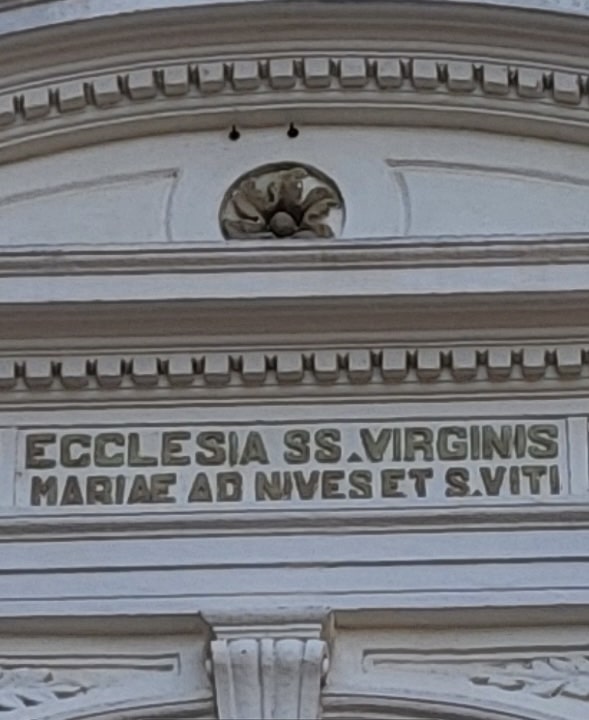 ECCLESIA SS. VIRGINIS
MARIAE AD NIVES ET S. VITI